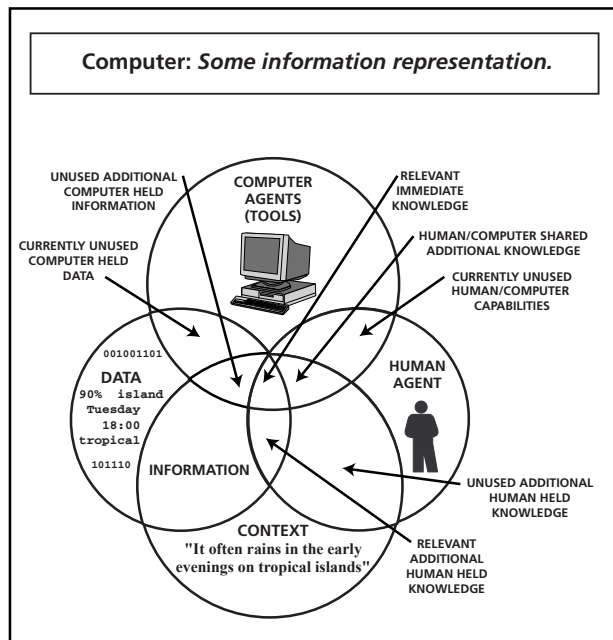 Computer: Some information representation.
UNUSED ADDITIONAL
COMPUTER HELD
INFORMATION
COMPUTER
AGENTS
(TOOLS)
RELEVANT
IMMEDIATE
KNOWLEDGE
HUMAN/COMPUTER SHARED
ADDITIONAL KNOWLEDGE
CURRENTLY UNUSED
COMPUTER HELD
DATA
CURRENTLY UNUSED
HUMAN/COMPUTER
CAPABILITIES
001001101
DATA
90% island
Tuesday
18:00
tropical
101110
HUMAN
AGENT
INFORMATION
UNUSED ADDITIONAL
HUMAN HELD
KNOWLEDGE
CONTEXT
"It often rains in the early
evenings on tropical islands"
RELEVANT
ADDITIONAL
HUMAN HELD
KNOWLEDGE